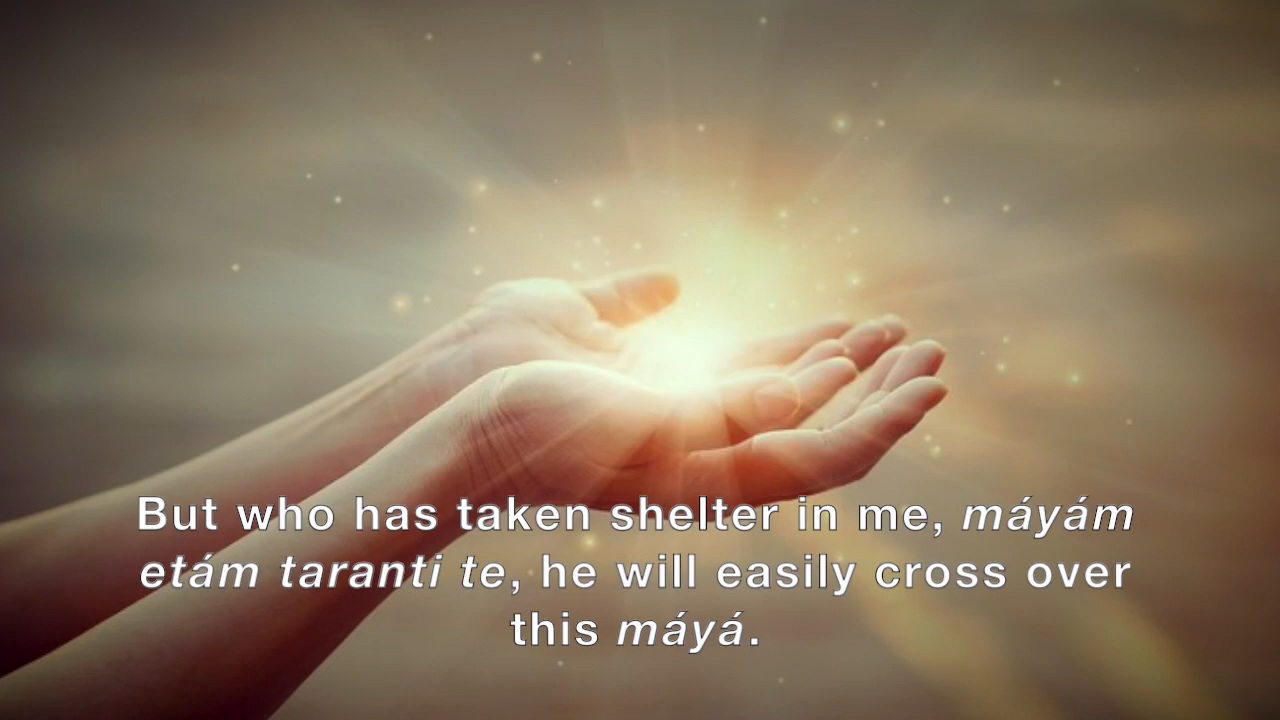 But who has taken shelter in me, máyám
etám taranti te, he will easily cross over
this máyá.